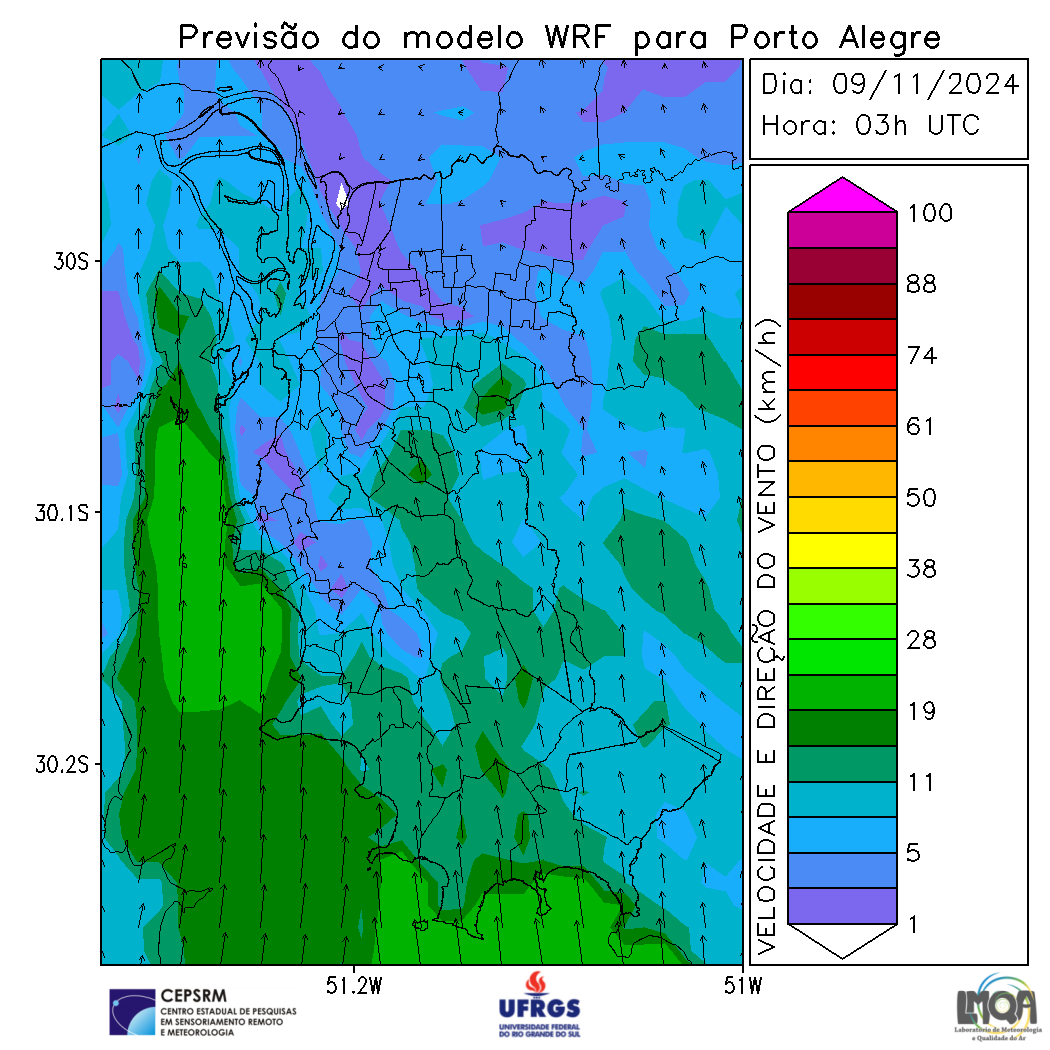 Previsão do modelo WRF para Porto Alegre
Dia: 09/11/2024
Hora: 03h UTC
30S
30.1S
30.2S
51.2W
51W
VELOCIDADE E DIREÇÃO DO VENTO (km/h)
100
88
74
61
50
38
28
19
11
5
1
CEPSRM
CENTRO ESTADUAL DE PESQUISAS
EM SENSORIAMENTO REMOTO
E METEOROLOGIA
UFRGS
UNIVERSIDADE FEDERAL
DO RIO GRANDE DO SUL
LMQA
Laboratório de Meteorologia
e Qualidade do Ar